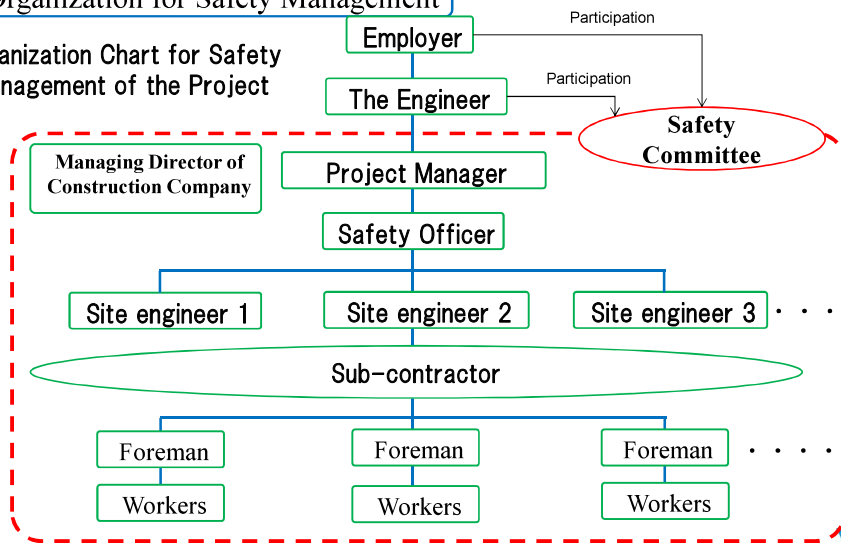 Organization for Safety Management
Employer
Participation
anization Chart for Safety
nagement of the Project
The Engineer
Participation
Safety
Committee
Managing Director of
Construction Company
Project Manager
Safety Officer
Site engineer 1
Site engineer 2
Site engineer 3 · · ·
Sub-contractor
Foreman
Foreman
Foreman
· · · ·
Workers
Workers
Workers